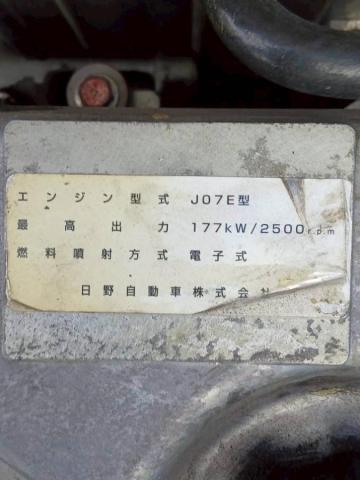 エンジン型式 J07E型
最高出力 177kW/2500r.p.m
燃料噴射方式 電子式
日野自動車株式会社